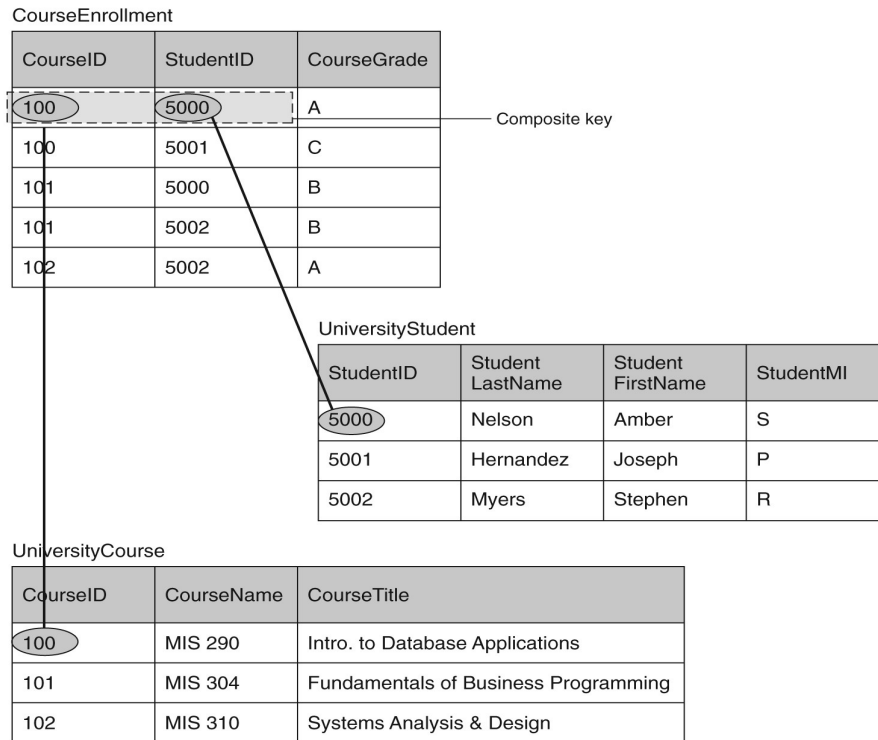 CourseEnrollment
CourseID StudentID CourseGrade
100 5000 A
Composite key
100 5001 C
101 5000 B
101 5002 B
102 5002 A
UniversityStudent
StudentID Student LastName Student FirstName StudentMI
5000 Nelson Amber S
5001 Hernandez Joseph P
5002 Myers Stephen R
UniversityCourse
CourseID CourseName CourseTitle
100 MIS 290 Intro. to Database Applications
101 MIS 304 Fundamentals of Business Programming
102 MIS 310 Systems Analysis & Design